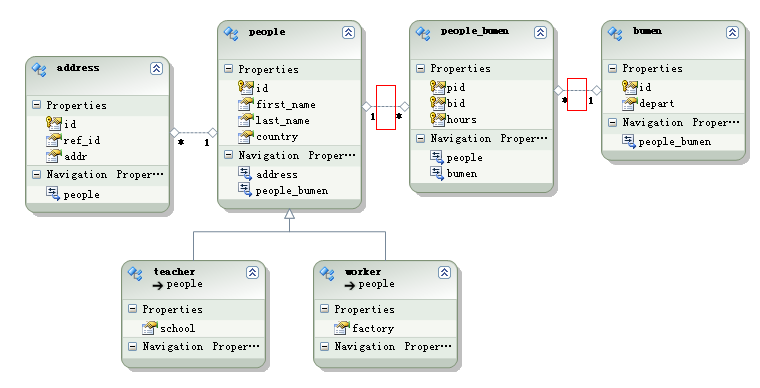 address
Properties
id
ref_id
addr
Navigation Proper···
people
people
Properties
id
first_name
last_name
country
Navigation Proper···
address
people_bumen
people_bumen
Properties
pid
bid
hours
Navigation Proper···
people
bumen
bumen
Properties
id
depart
Navigation Proper···
people_bumen
* 1
1 *
* 1
teacher
people
Properties
school
Navigation Proper···
worker
people
Properties
factory
Navigation Proper···